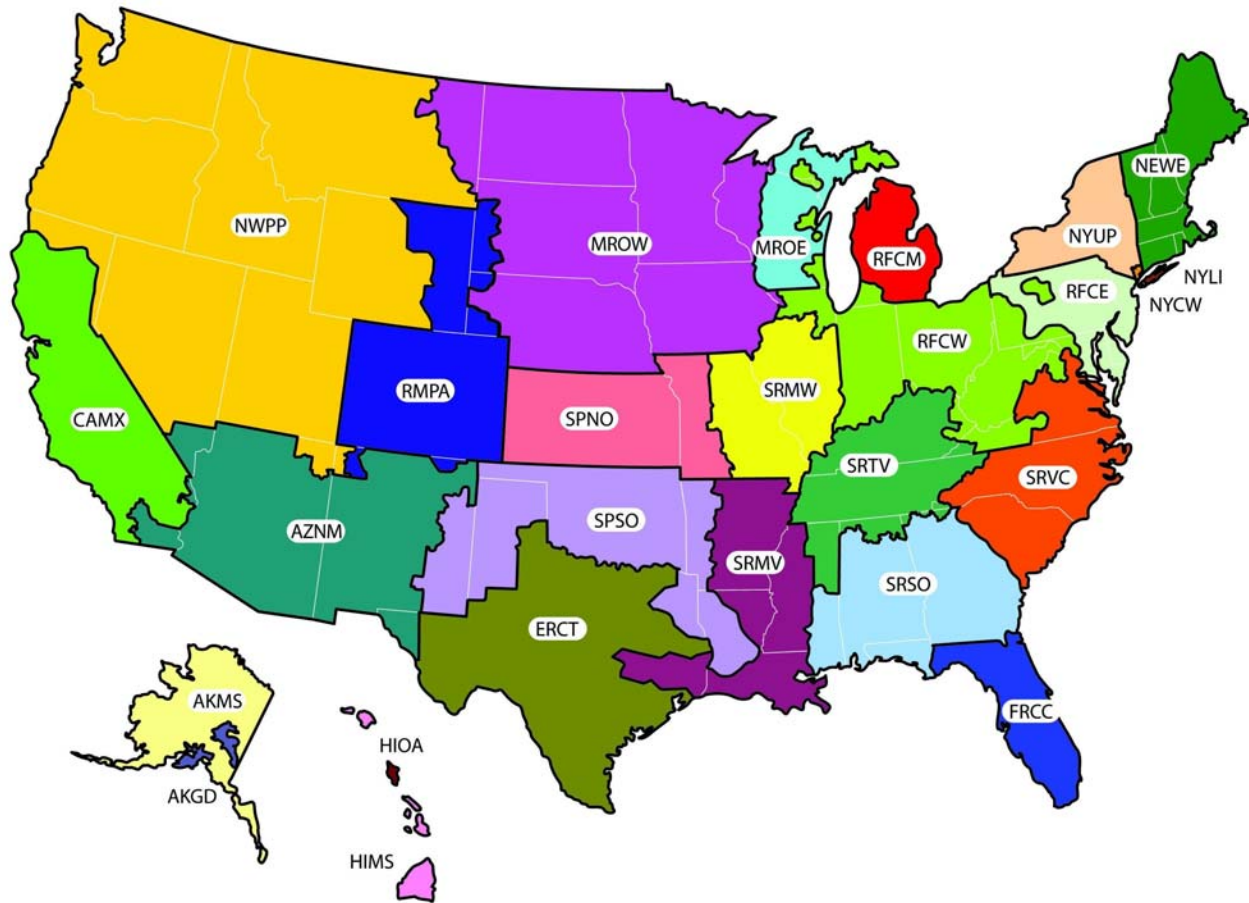 NEWE
NWPP
NYUP
MROW
MROE
RFCM
NYLI
RFCE
NYCW
RFCW
SRMW
RMPA
CAMX
SPNO
SRTV
SRVC
SPSO
AZNM
SRMV
SRSO
ERCT
AKMS
FRCC
HIOA
AKGD
HIMS